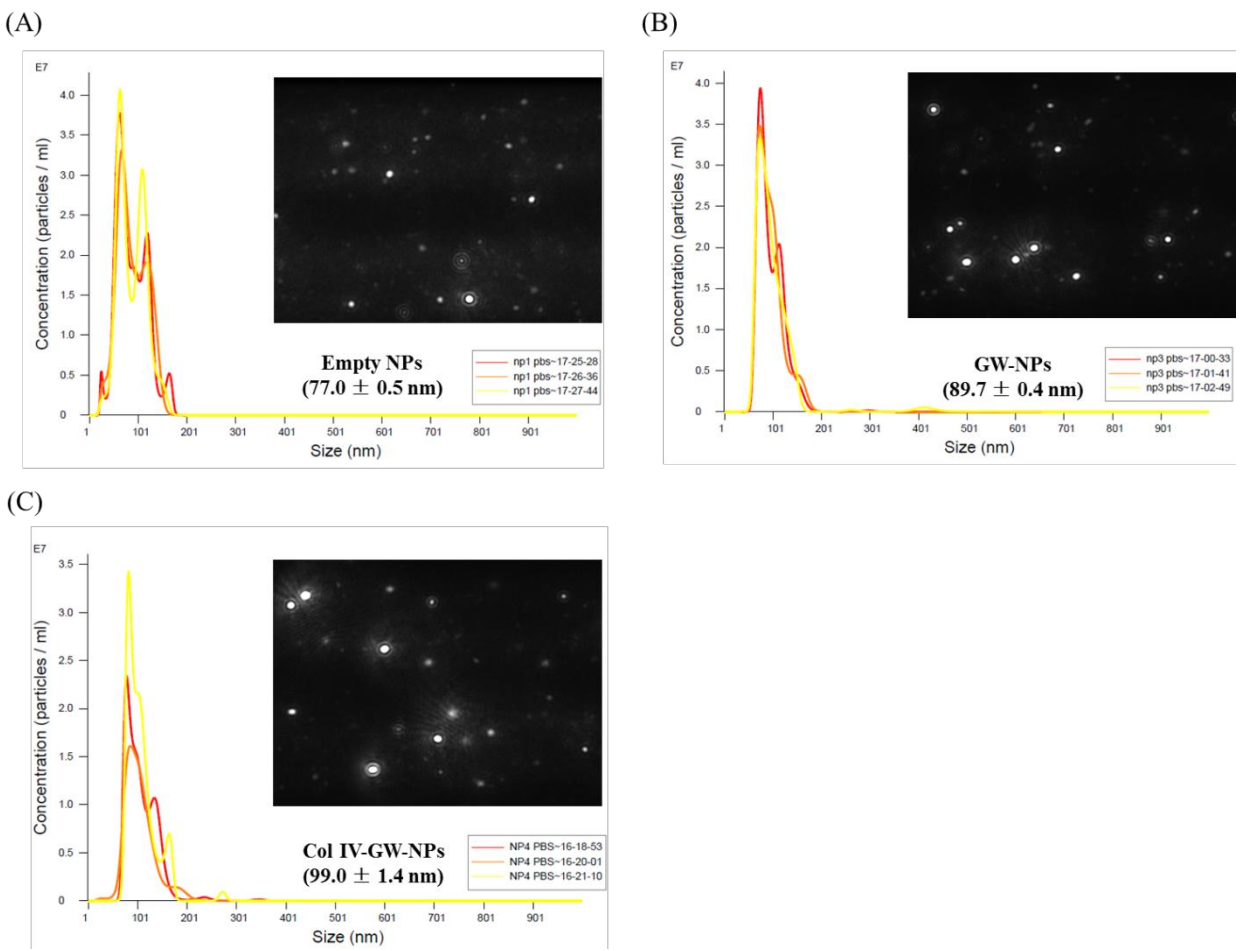 (A)
E7
4.0
3.5
3.0
2.5
2.0
1.5
1.0
0.5
0
1 101 201 301 401 501 601 701 801 901
Concentration (particles / ml)
Size (nm)
Empty NPs
(77.0 ± 0.5 nm)
np1 pbs~17-25-28
np1 pbs~17-26-36
np1 pbs~17-27-44
(B)
E7
4.0
3.5
3.0
2.5
2.0
1.5
1.0
0.5
0
1 101 201 301 401 501 601 701 801 901
Concentration (particles / ml)
Size (nm)
GW-NPs
(89.7 ± 0.4 nm)
np3 pbs~17-00-33
np3 pbs~17-01-41
np3 pbs~17-02-49
(C)
E7
3.5
3.0
2.5
2.0
1.5
1.0
0.5
0
1 101 201 301 401 501 601 701 801 901
Concentration (particles / ml)
Size (nm)
Col IV-GW-NPs
(99.0 ± 1.4 nm)
NP4 PBS~16-18-53
NP4 PBS~16-20-01
NP4 PBS~16-21-10